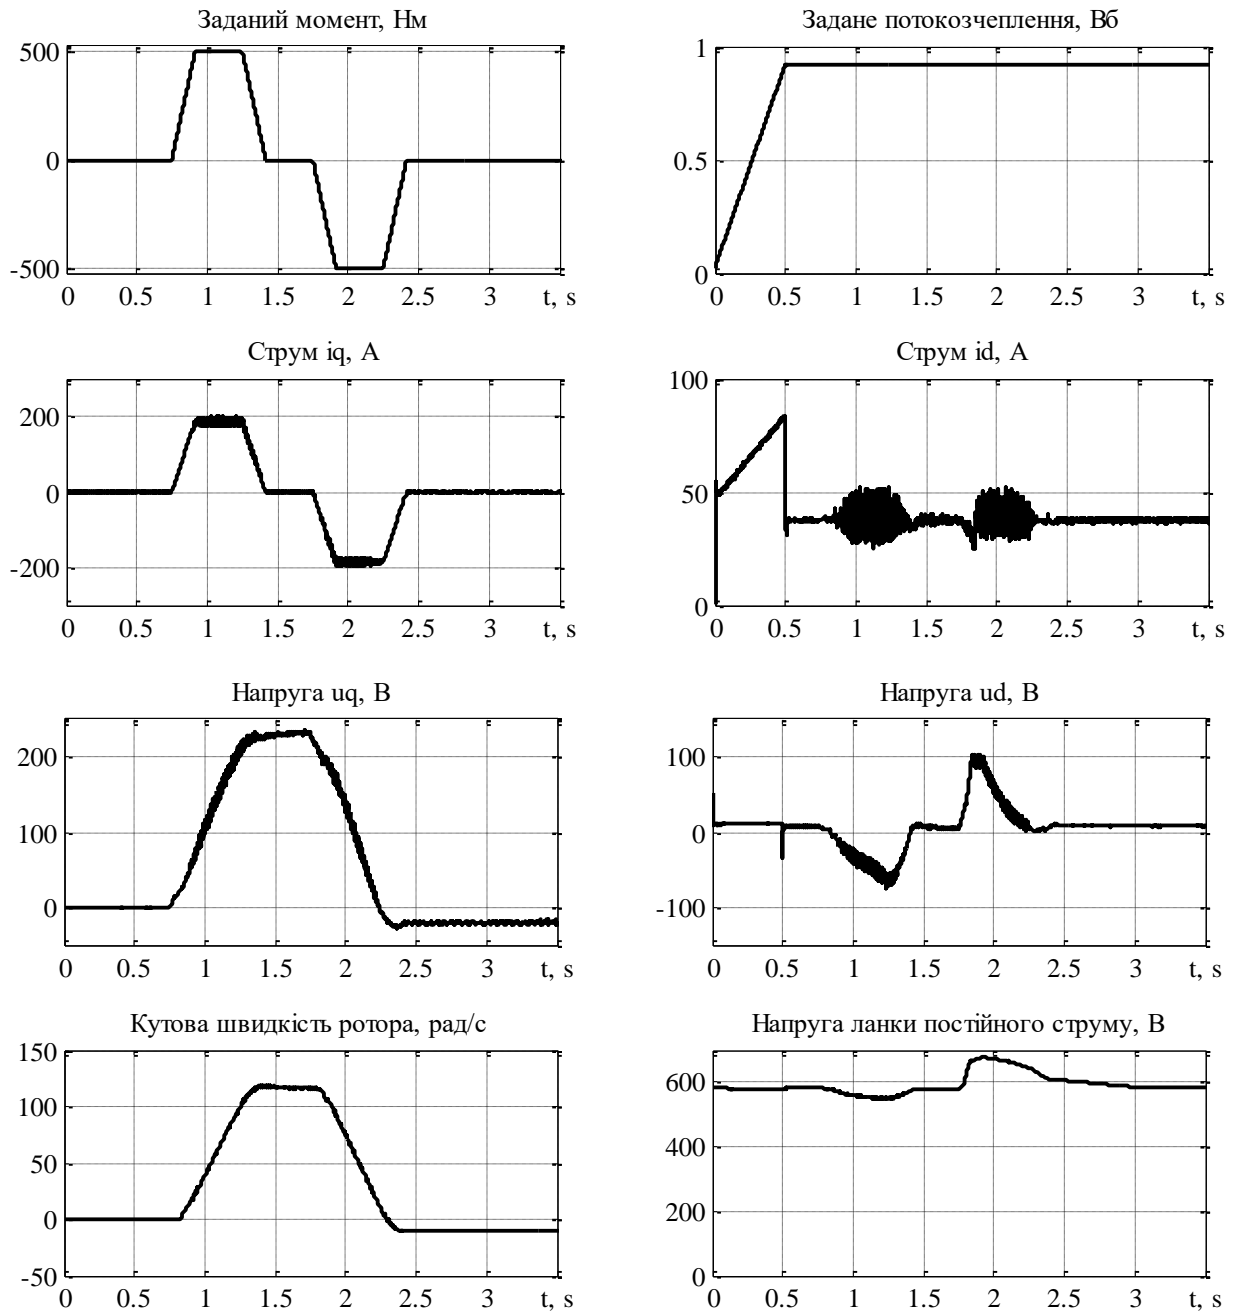 Заданий момент, Нм
500
0
-500
0 0.5 1 1.5 2 2.5 3 t, s
Задане потокозчеплення, Вб
1
0.5
0
0 0.5 1 1.5 2 2.5 3 t, s
Струм iq, А
200
0
-200
0 0.5 1 1.5 2 2.5 3 t, s
Струм id, А
100
50
0
0 0.5 1 1.5 2 2.5 3 t, s
Напруга uq, В
200
100
0
0 0.5 1 1.5 2 2.5 3 t, s
Напруга ud, В
100
0
-100
0 0.5 1 1.5 2 2.5 3 t, s
Кутова швидкість ротора, рад/с
150
100
50
0
-50
0 0.5 1 1.5 2 2.5 3 t, s
Напруга ланки постійного струму, В
600
400
200
0
0 0.5 1 1.5 2 2.5 3 t, s